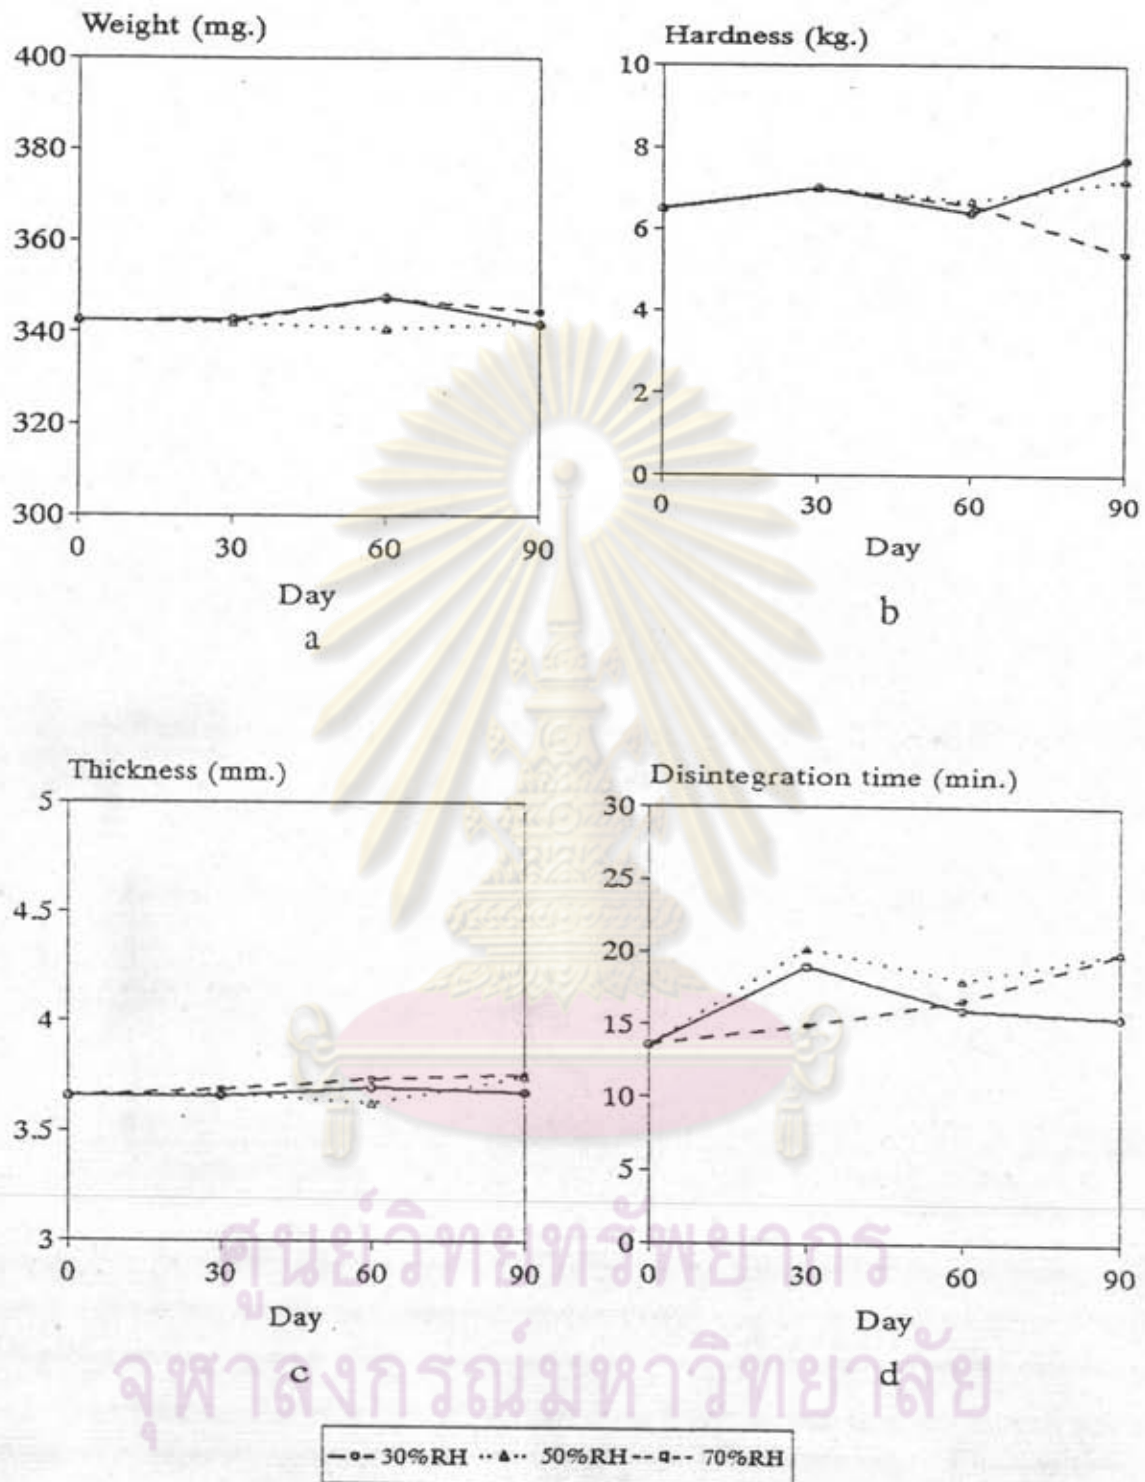 Weight (mg.)
400
380
360
340
320
300
0 30 60 90
Day
a
Hardness (kg.)
10
8
6
4
2
0
0 30 60 90
Day
b
Thickness (mm.)
5
4.5
4
3.5
3
0 30 60 90
Day
c
Disintegration time (min.)
30
25
20
15
10
5
0
0 30 60 90
Day
d
ศูนย์วิทยทรัพยากร
จุฬาลงกรณ์มหาวิทยาลัย
30%RH 50%RH 70%RH